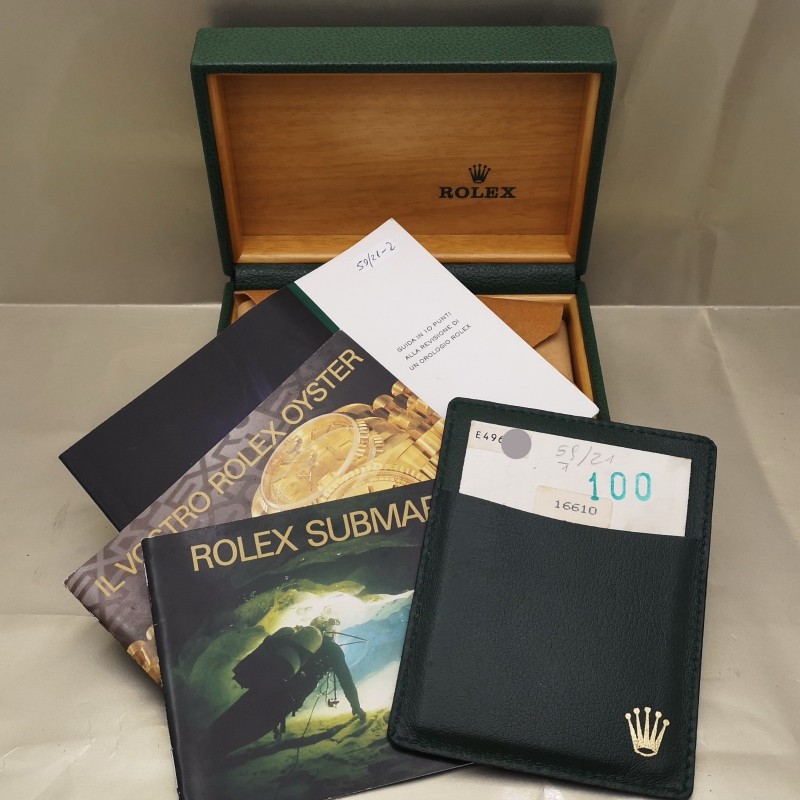 ROLEX
59/21-2
GUIDA IN 10 PUNTI
ALLA REVISIONE DI
UN OROLOGIO ROLEX
IL VOSTRO ROLEX OYSTER
ROLEX SUBMAR
E496
59/21
100
16610